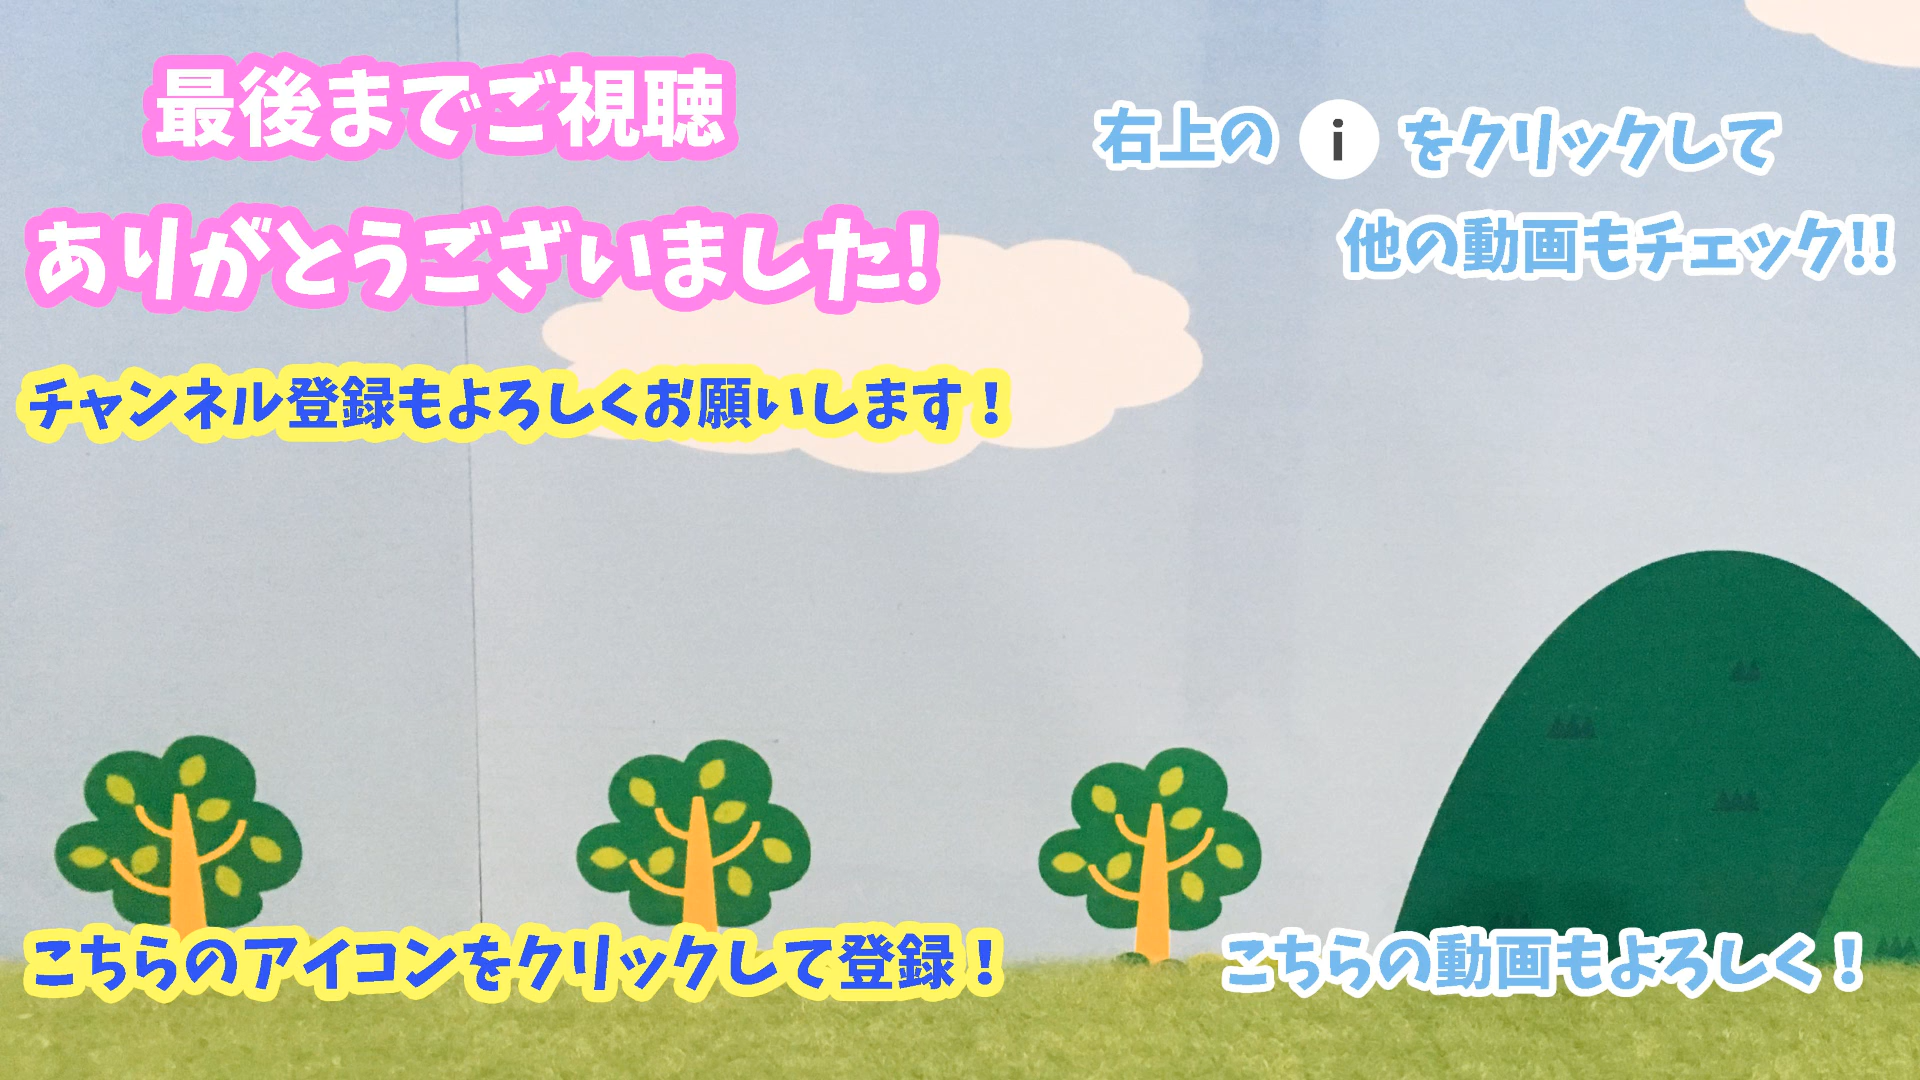 最後までご視聴
ありがとうございました!
チャンネル登録もよろしくお願いします！
右上の i をクリックして
他の動画もチェック!!
こちらのアイコンをクリックして登録！
こちらの動画もよろしく！